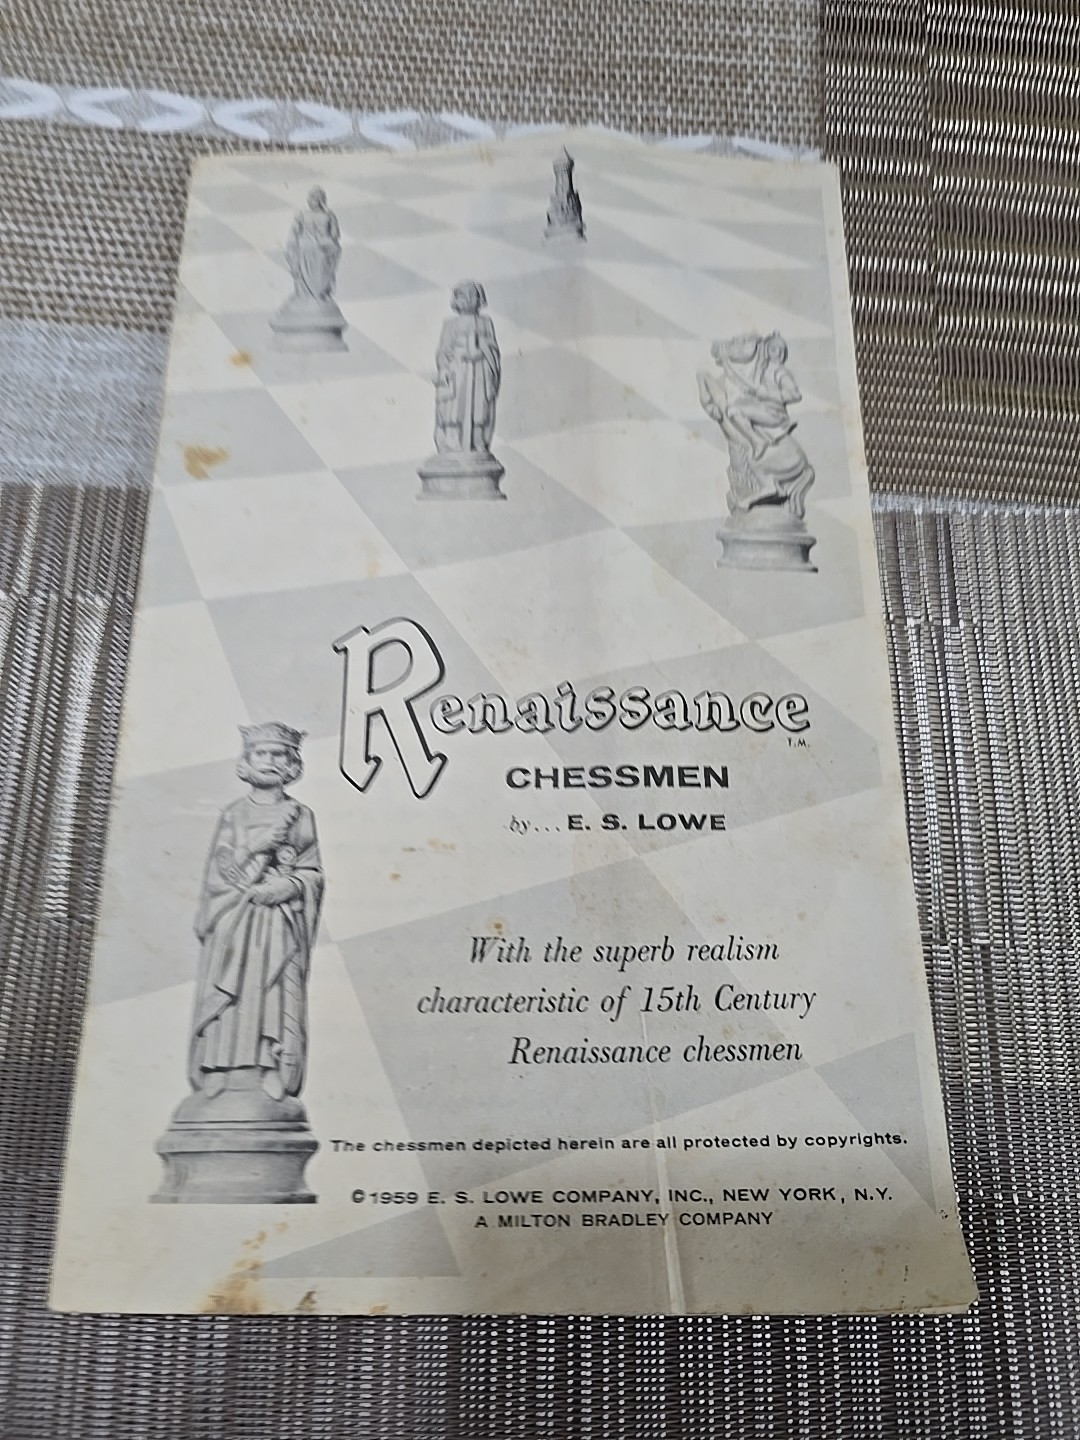 Renaissance
T.M.
CHESSMEN
by... E. S. LOWE
With the superb realism
characteristic of 15th Century
Renaissance chessmen
The chessmen depicted herein are all protected by copyrights.
©1959 E. S. LOWE COMPANY, INC., NEW YORK, N.Y.
A MILTON BRADLEY COMPANY